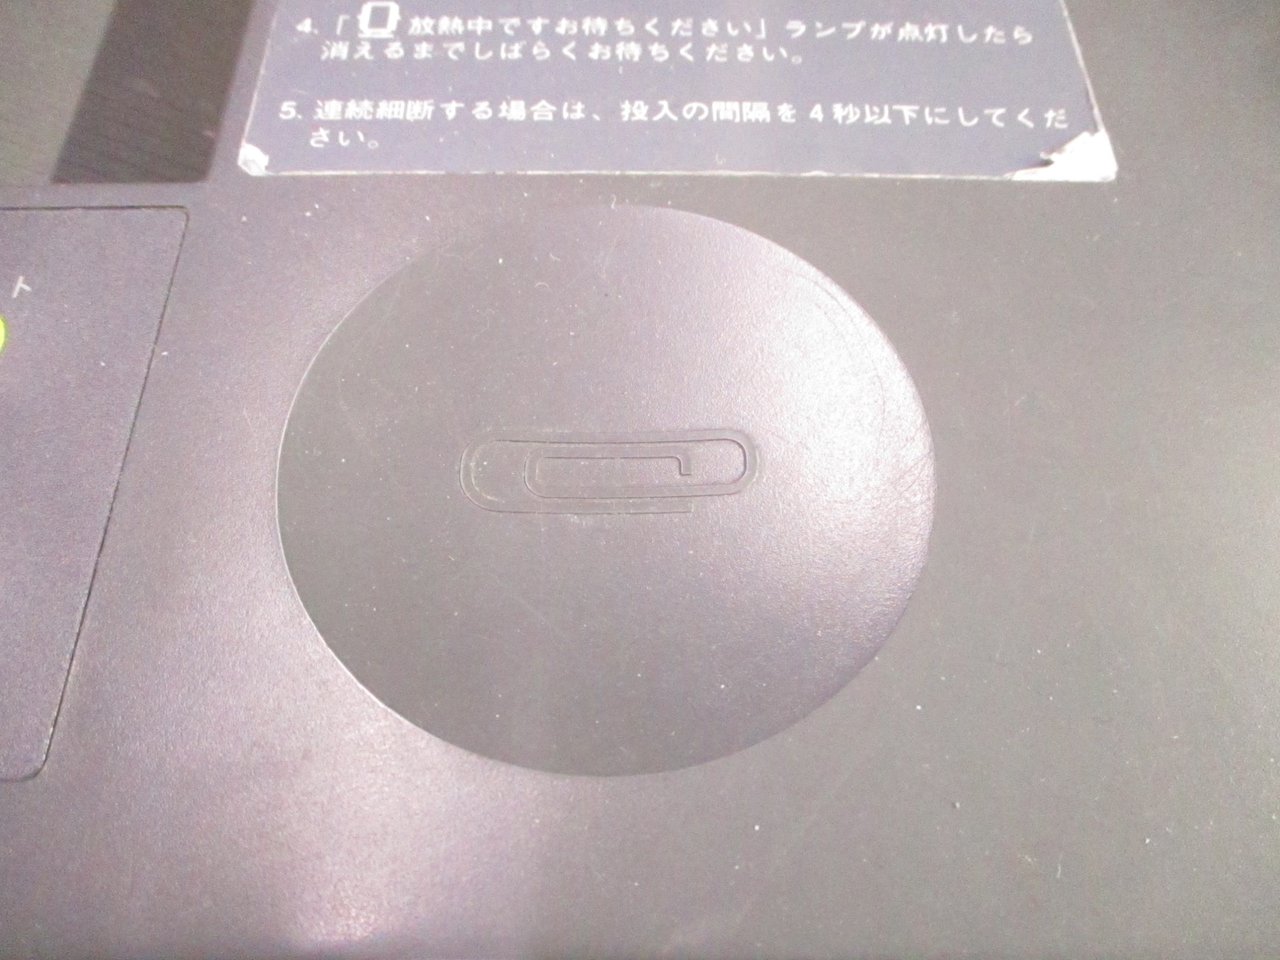 4.「 放熱中ですお待ちください」ランプが点灯したら
消えるまでしばらくお待ちください。
5. 連続細断する場合は、投入の間隔を4秒以下にしてくだ
さい。
ト